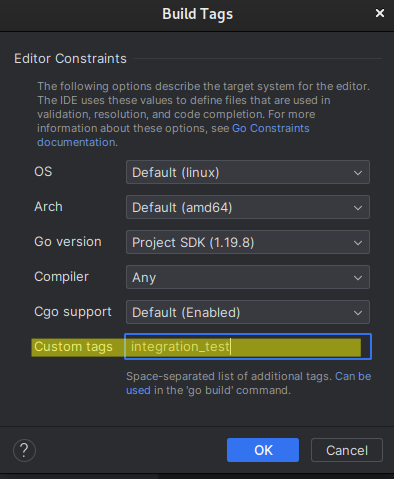 Build Tags
Editor Constraints
The following options describe the target system for the editor.
The IDE uses these values to define files that are used in
validation, resolution, and code completion. For more
information about these options, see Go Constraints
documentation.
OS Default (linux)
Arch Default (amd64)
Go version Project SDK (1.19.8)
Compiler Any
Cgo support Default (Enabled)
Custom tags integration_test
Space-separated list of additional tags. Can be
used in the 'go build' command.
? OK Cancel